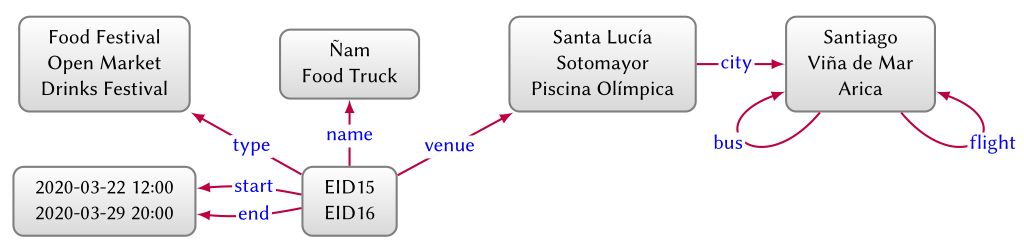 Food Festival
Open Market
Drinks Festival
Ñam
Food Truck
Santa Lucía
Sotomayor
Piscina Olímpica
city
Santiago
Viña de Mar
Arica
type
name
venue
bus
flight
2020-03-22 12:00
2020-03-29 20:00
start
end
EID15
EID16